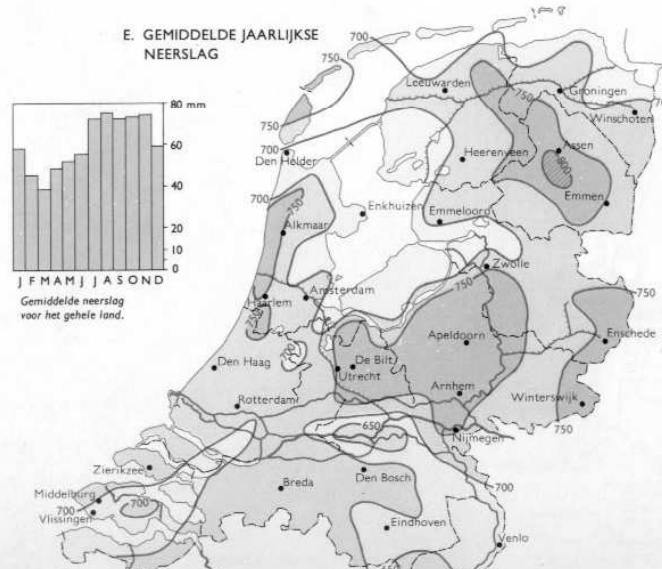 E. GEMIDDELDE JAARLIJKSE
NEERSLAG
80 mm
60
40
20
0
J F M A M J J A S O N D
Gemiddelde neerslag
voor het gehele land.
700
750
750
700
Den Helder
Leeuwarden
750
Groningen
Winschoten
Heerenveen
Assen
800
Emmen
700
750
Alkmaar
Enkhuizen
Emmeloord
Zwolle
750
Haarlem
Amsterdam
750
750
Enschede
Apeldoorn
Den Haag
700
De Bilt
Utrecht
Arnhem
Winterswijk
750
Rotterdam
650
Nijmegen
Zierikzee
Den Bosch
Breda
700
Middelburg
700
700
Vlissingen
Eindhoven
Venlo